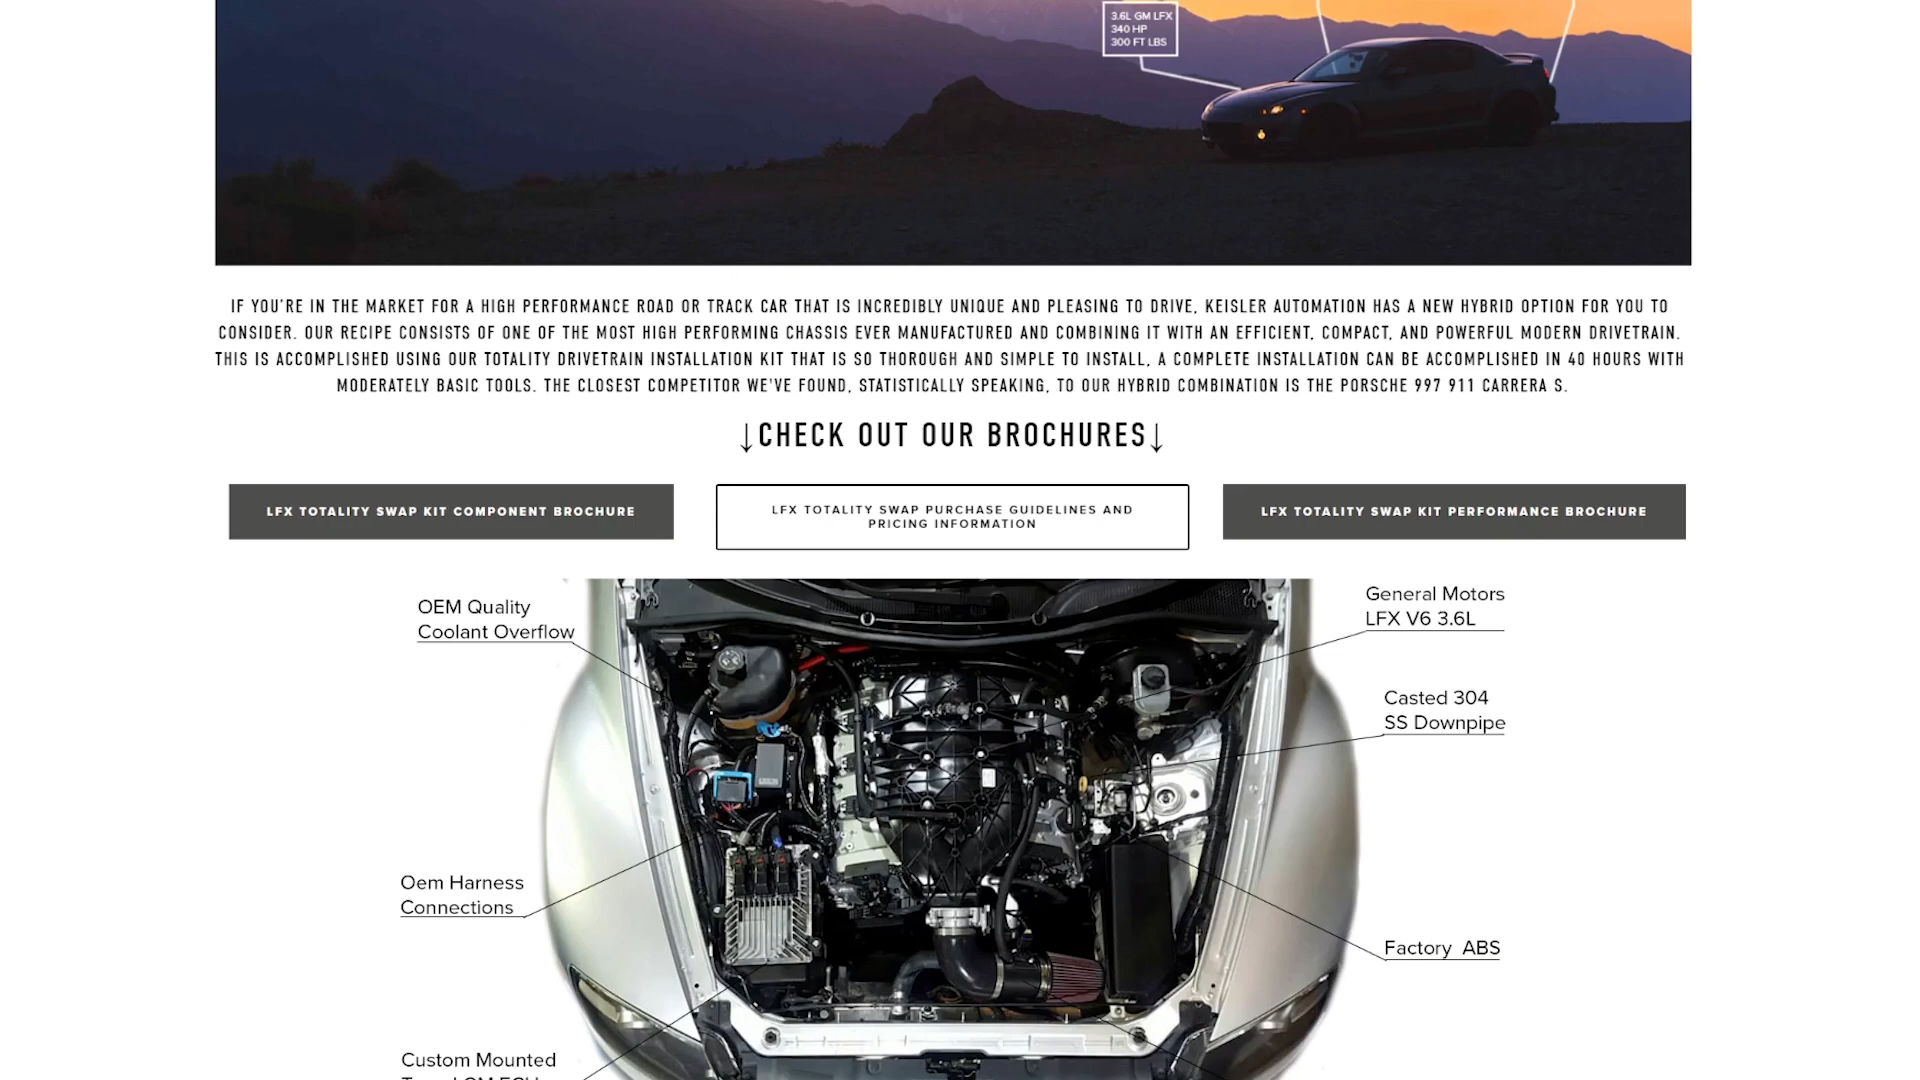 3.6L GM LFX
340 HP
300 FT LBS
IF YOU'RE IN THE MARKET FOR A HIGH PERFORMANCE ROAD OR TRACK CAR THAT IS INCREDIBLY UNIQUE AND PLEASING TO DRIVE, KEISLER AUTOMATION HAS A NEW HYBRID OPTION FOR YOU TO
CONSIDER. OUR RECIPE CONSISTS OF ONE OF THE MOST HIGH PERFORMING CHASSIS EVER MANUFACTURED AND COMBINING IT WITH AN EFFICIENT, COMPACT, AND POWERFUL MODERN DRIVETRAIN.
THIS IS ACCOMPLISHED USING OUR TOTALITY DRIVETRAIN INSTALLATION KIT THAT IS SO THOROUGH AND SIMPLE TO INSTALL, A COMPLETE INSTALLATION CAN BE ACCOMPLISHED IN 40 HOURS WITH
MODERATELY BASIC TOOLS. THE CLOSEST COMPETITOR WE'VE FOUND, STATISTICALLY SPEAKING, TO OUR HYBRID COMBINATION IS THE PORSCHE 997 911 CARRERA S.
↓CHECK OUT OUR BROCHURES↓
LFX TOTALITY SWAP KIT COMPONENT BROCHURE
LFX TOTALITY SWAP PURCHASE GUIDELINES AND
PRICING INFORMATION
LFX TOTALITY SWAP KIT PERFORMANCE BROCHURE
OEM Quality
Coolant Overflow
General Motors
LFX V6 3.6L
Casted 304
SS Downpipe
Oem Harness
Connections
Factory ABS
Custom Mounted